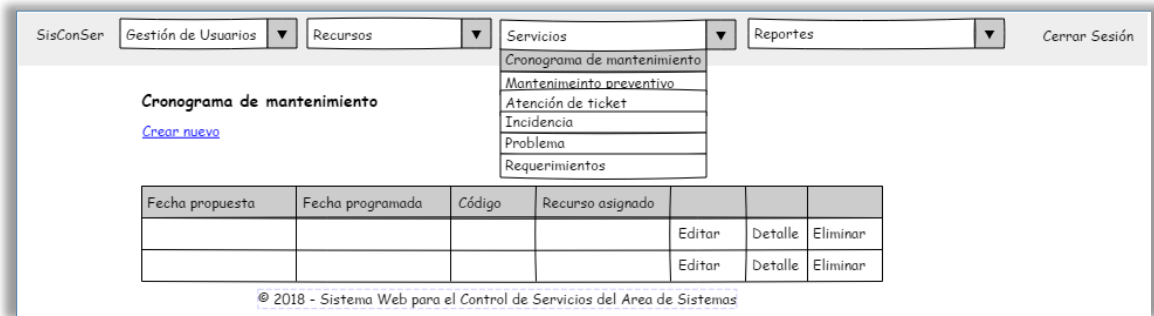 SisConSer Gestión de Usuarios Recursos Servicios Reportes Cerrar Sesión
Cronograma de mantenimiento
Mantenimeinto preventivo
Atención de ticket
Incidencia
Problema
Requerimientos
Cronograma de mantenimiento
Crear nuevo
Fecha propuesta Fecha programada Código Recurso asignado
Editar Detalle Eliminar
Editar Detalle Eliminar
© 2018 - Sistema Web para el Control de Servicios del Area de Sistemas